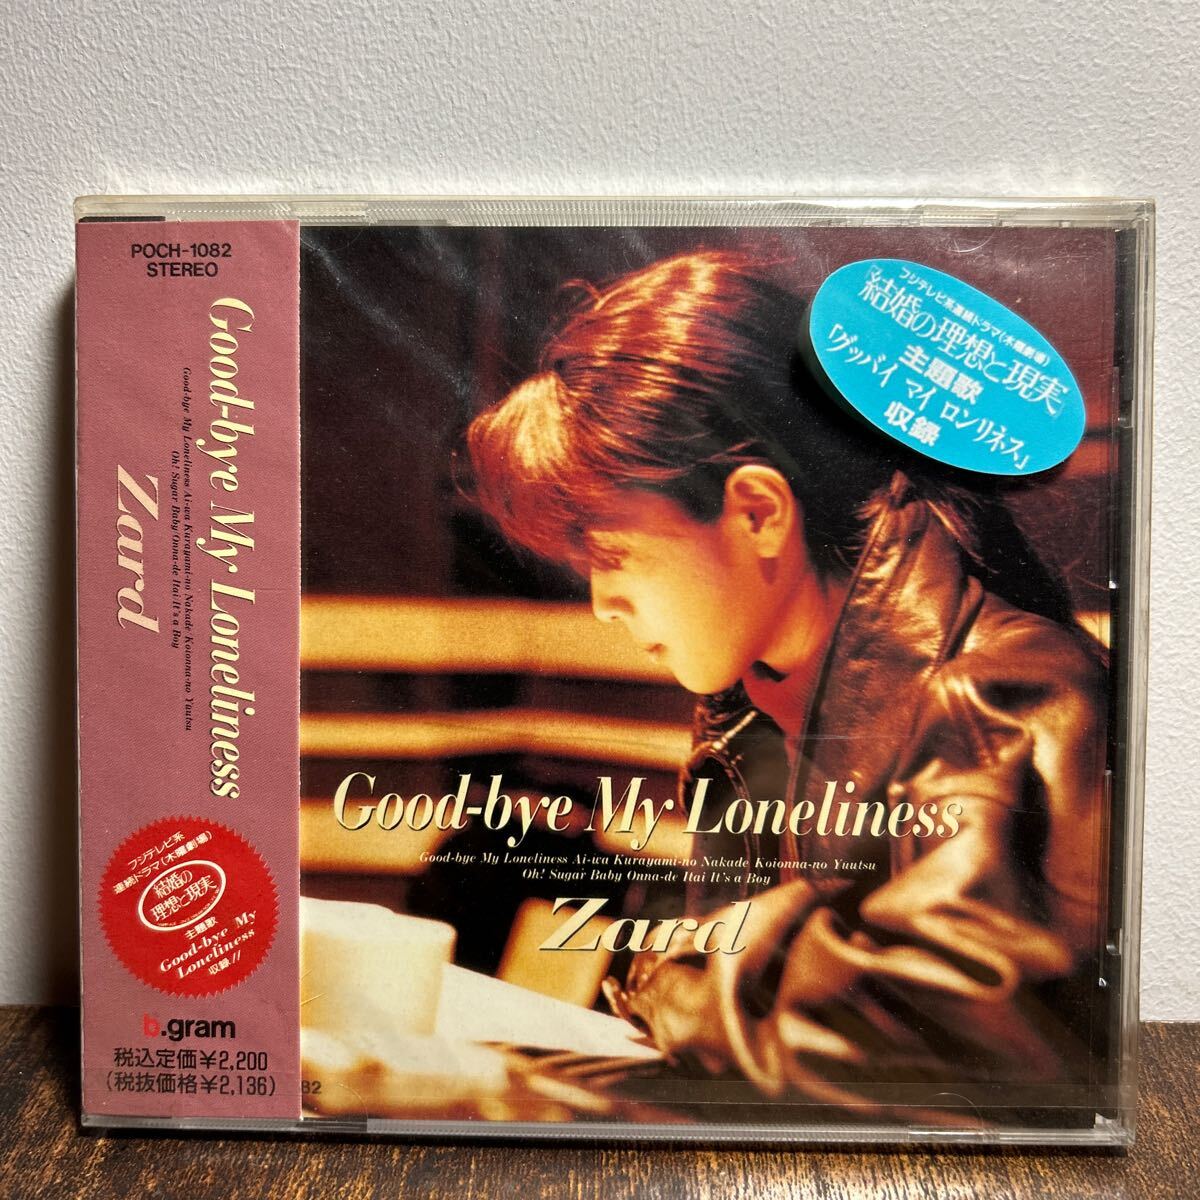 POCH-1082
STEREO
Good-bye My Loneliness
Good-bye My Loneliness Ai-wa Kurayami-no Nakade Koionna-no Yuutsu
Oh! Sugar Baby Onna-de Itai It's a Boy
Zard
フジテレビ系
連続ドラマ(木曜劇場)
結婚の
理想と現実
主題歌
Good-bye My
Loneliness
収録!!
b.gram
税込定価¥2,200
(税抜価格¥2,136)
フジテレビ系連続ドラマ(木曜劇場)
「結婚の理想と現実」
主題歌
「グッバイ マイ ロンリネス」
収録
Good-bye My Loneliness
Good-bye My Loneliness Ai-wa Kurayami-no Nakade Koionna-no Yuutsu
Oh! Sugar Baby Onna-de Itai It's a Boy
Zard
82